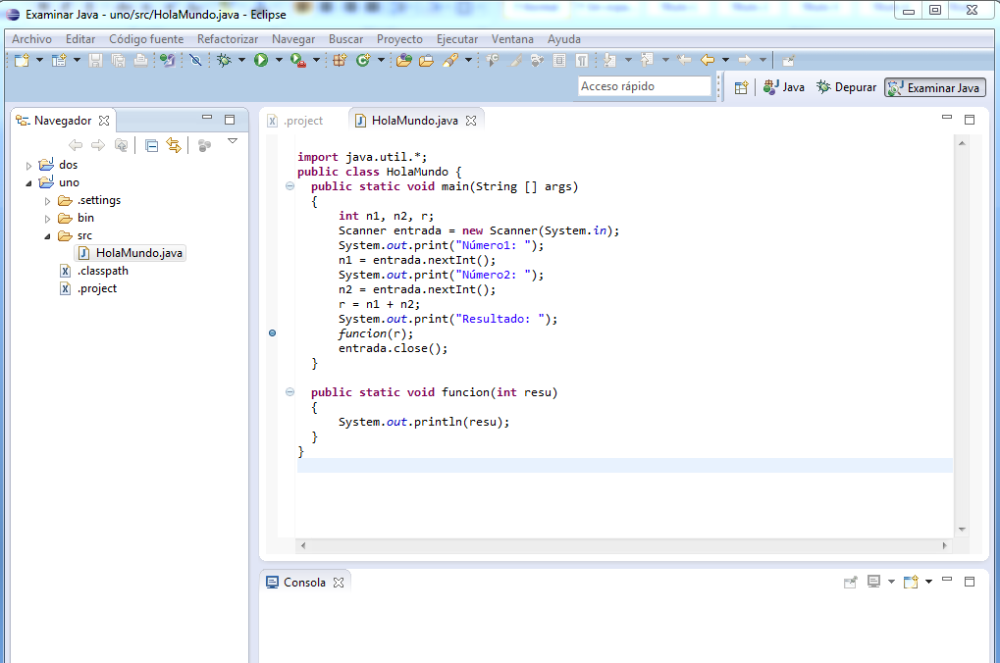 Examinar Java - uno/src/HolaMundo.java - Eclipse
Archivo Editar Código fuente Refactorizar Navegar Buscar Proyecto Ejecutar Ventana Ayuda
Acceso rápido
Java
Depurar
Examinar Java
Navegador
dos
uno
.settings
bin
src
HolaMundo.java
.classpath
.project
.project
HolaMundo.java
import java.util.*;
public class HolaMundo {
public static void main(String [] args)
{
int n1, n2, r;
Scanner entrada = new Scanner(System.in);
System.out.print("Número1: ");
n1 = entrada.nextInt();
System.out.print("Número2: ");
n2 = entrada.nextInt();
r = n1 + n2;
System.out.print("Resultado: ");
funcion(r);
entrada.close();
}
public static void funcion(int resu)
{
System.out.println(resu);
}
}
Consola